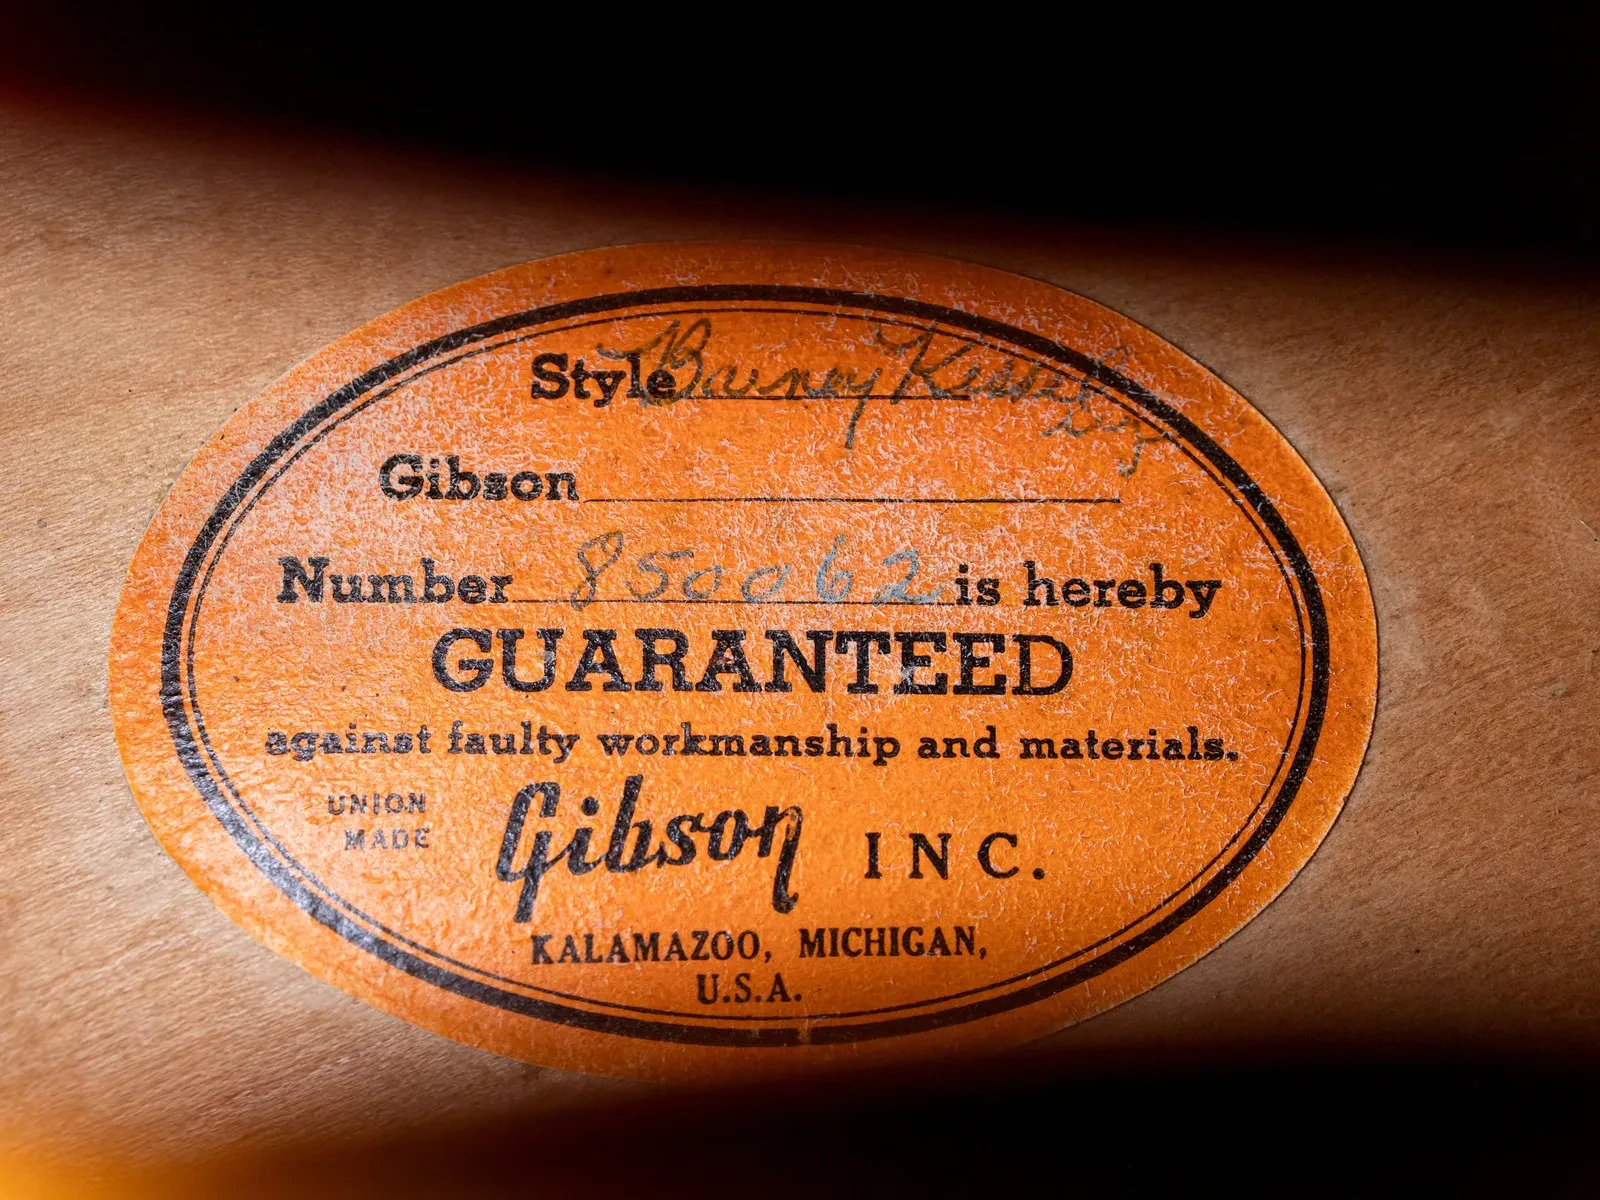 Style Barney Kessel
Gibson
Number 850062 is hereby
GUARANTEED
against faulty workmanship and materials.
UNION
MADE
Gibson INC.
KALAMAZOO, MICHIGAN,
U.S.A.